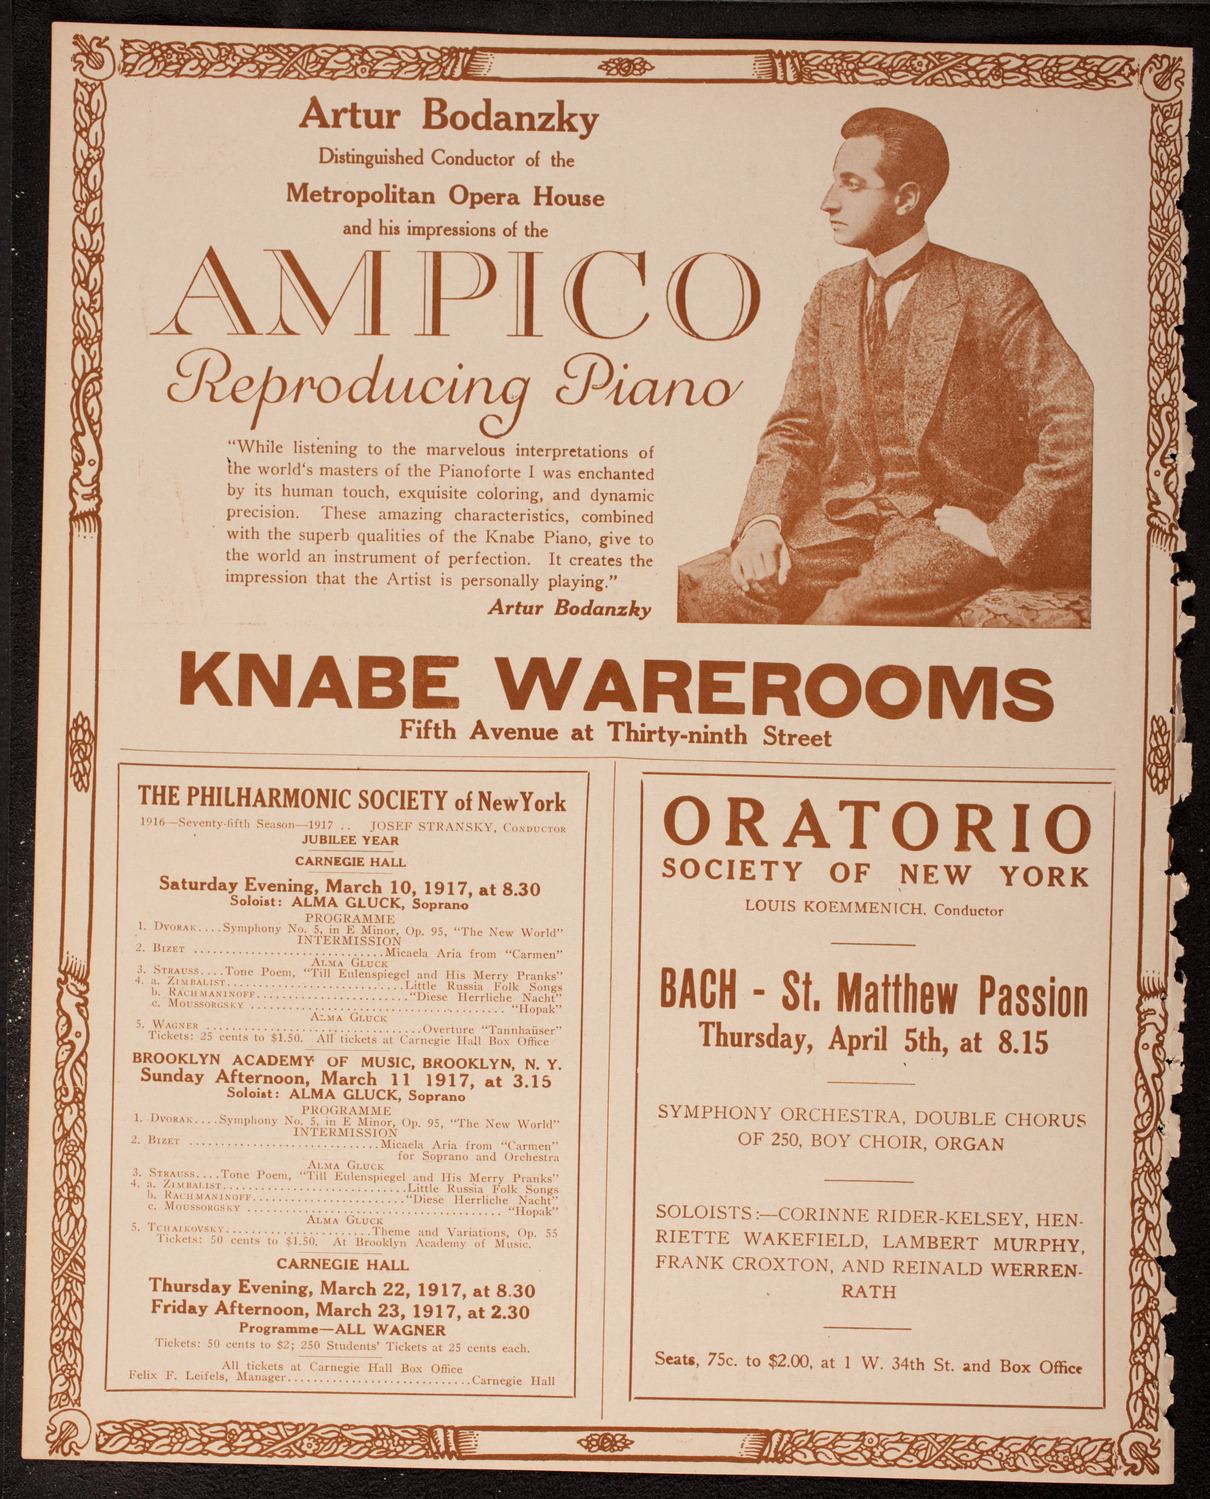 Artur Bodanzky
Distinguished Conductor of the
Metropolitan Opera House
and his impressions of the
AMPICO
Reproducing Piano
“While listening to the marvelous interpretations of
the world‘s masters of the Pianoforte I was enchanted
by its human touch, exquisite coloring, and dynamic
precision. These amazing characteristics, combined
with the superb qualities of the Knabe Piano, give to
the world an instrument of perfection. It creates the
impression that the Artist is personally playing.”
Artur Bodanzky
KNABE WAREROOMS
Fifth Avenue at Thirty-ninth Street
THE PHILHARMONIC SOCIETY of New York
1916—Seventy-fifth Season—1917 .. JOSEF STRANSKY, CONDUCTOR
JUBILEE YEAR
CARNEGIE HALL
Saturday Evening, March 10, 1917, at 8.30
Soloist: ALMA GLUCK, Soprano
PROGRAMME
1. DVORAK....Symphony No. 5, in E Minor, Op. 95, “The New World”
INTERMISSION
2. BIZET ............................Micaela Aria from “Carmen”
ALMA GLUCK
3. STRAUSS....Tone Poem, “Till Eulenspiegel and His Merry Pranks”
4. a. ZIMBALIST..........................Little Russia Folk Songs
b. RACHMANINOFF......................“Diese Herrliche Nacht”
c. MOUSSORGSKY ...................................... “Hopak”
ALMA GLUCK
5. WAGNER ................................Overture “Tannhaüser”
Tickets: 25 cents to $1.50. All tickets at Carnegie Hall Box Office
BROOKLYN ACADEMY OF MUSIC, BROOKLYN, N. Y.
Sunday Afternoon, March 11 1917, at 3.15
Soloist: ALMA GLUCK, Soprano
PROGRAMME
1. DVORAK....Symphony No. 5, in E Minor, Op. 95, “The New World”
INTERMISSION
2. BIZET ............................Micaela Aria from “Carmen”
for Soprano and Orchestra
ALMA GLUCK
3. STRAUSS....Tone Poem, “Till Eulenspiegel and His Merry Pranks”
4. a. ZIMBALIST...........................Little Russia Folk Songs
b. RACHMANINOFF......................“Diese Herrliche Nacht”
c. MOUSSORGSKY ...................................... “Hopak”
ALMA GLUCK
5. TCHAIKOVSKY.....................Theme and Variations, Op. 55
Tickets: 50 cents to $1.50. At Brooklyn Academy of Music.
CARNEGIE HALL
Thursday Evening, March 22, 1917, at 8.30
Friday Afternoon, March 23, 1917, at 2.30
Programme—ALL WAGNER
Tickets: 50 cents to $2; 250 Students’ Tickets at 25 cents each.
All tickets at Carnegie Hall Box Office
Felix F. Leifels, Manager...........................Carnegie Hall
ORATORIO
SOCIETY OF NEW YORK
LOUIS KOEMMENICH, Conductor
BACH - St. Matthew Passion
Thursday, April 5th, at 8.15
SYMPHONY ORCHESTRA, DOUBLE CHORUS
OF 250, BOY CHOIR, ORGAN
SOLOISTS:—CORINNE RIDER-KELSEY, HEN-
RIETTE WAKEFIELD, LAMBERT MURPHY,
FRANK CROXTON, AND REINALD WERREN-
RATH
Seats, 75c. to $2.00, at 1 W. 34th St. and Box Office